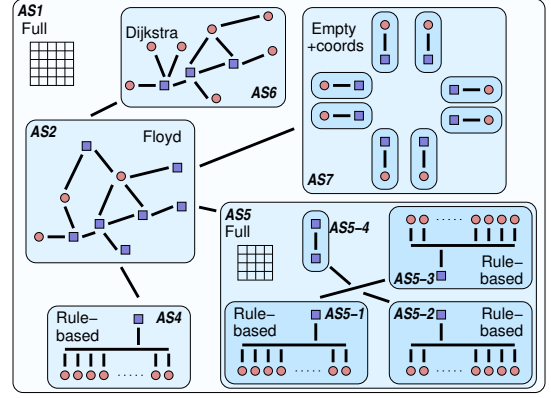 AS1
Full
Dijkstra
AS6
Empty
+coords
AS7
AS2
Floyd
AS5
Full
AS5-4
AS5-3
Rule-
based
AS4
Rule-
based
AS5-1
Rule-
based
AS5-2
Rule-
based